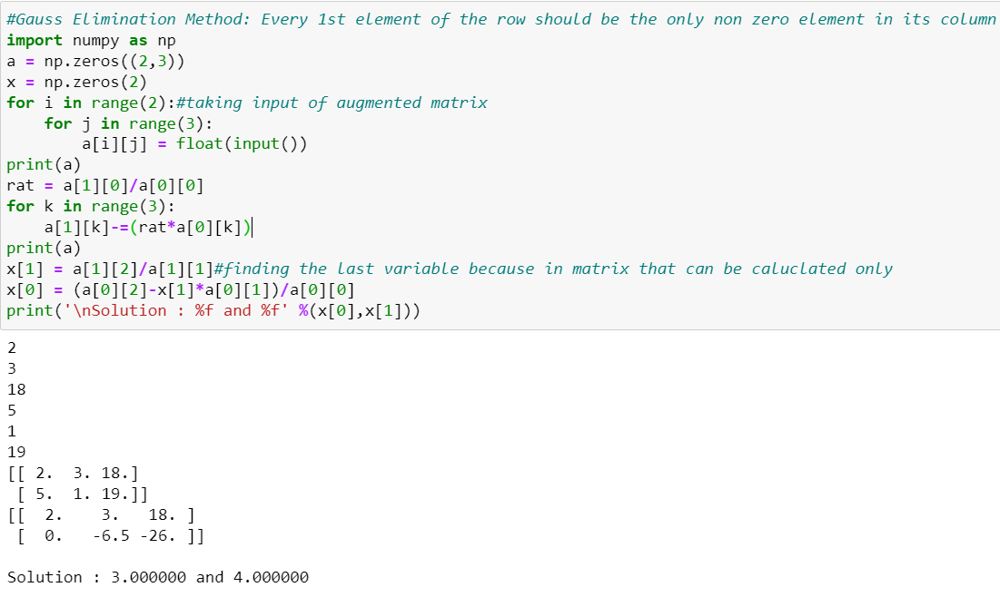 #Gauss Elimination Method: Every 1st element of the row should be the only non zero element in its column
import numpy as np
a = np.zeros((2,3))
x = np.zeros(2)
for i in range(2):#taking input of augmented matrix
    for j in range(3):
        a[i][j] = float(input())
print(a)
rat = a[1][0]/a[0][0]
for k in range(3):
    a[1][k]-=(rat*a[0][k])
print(a)
x[1] = a[1][2]/a[1][1]#finding the last variable because in matrix that can be caluclated only
x[0] = (a[0][2]-x[1]*a[0][1])/a[0][0]
print('\nSolution : %f and %f' %(x[0],x[1]))
2
3
18
5
1
19
[[ 2.  3. 18.]
 [ 5.  1. 19.]]
[[  2.    3.   18. ]
 [  0.   -6.5 -26. ]]
Solution : 3.000000 and 4.000000